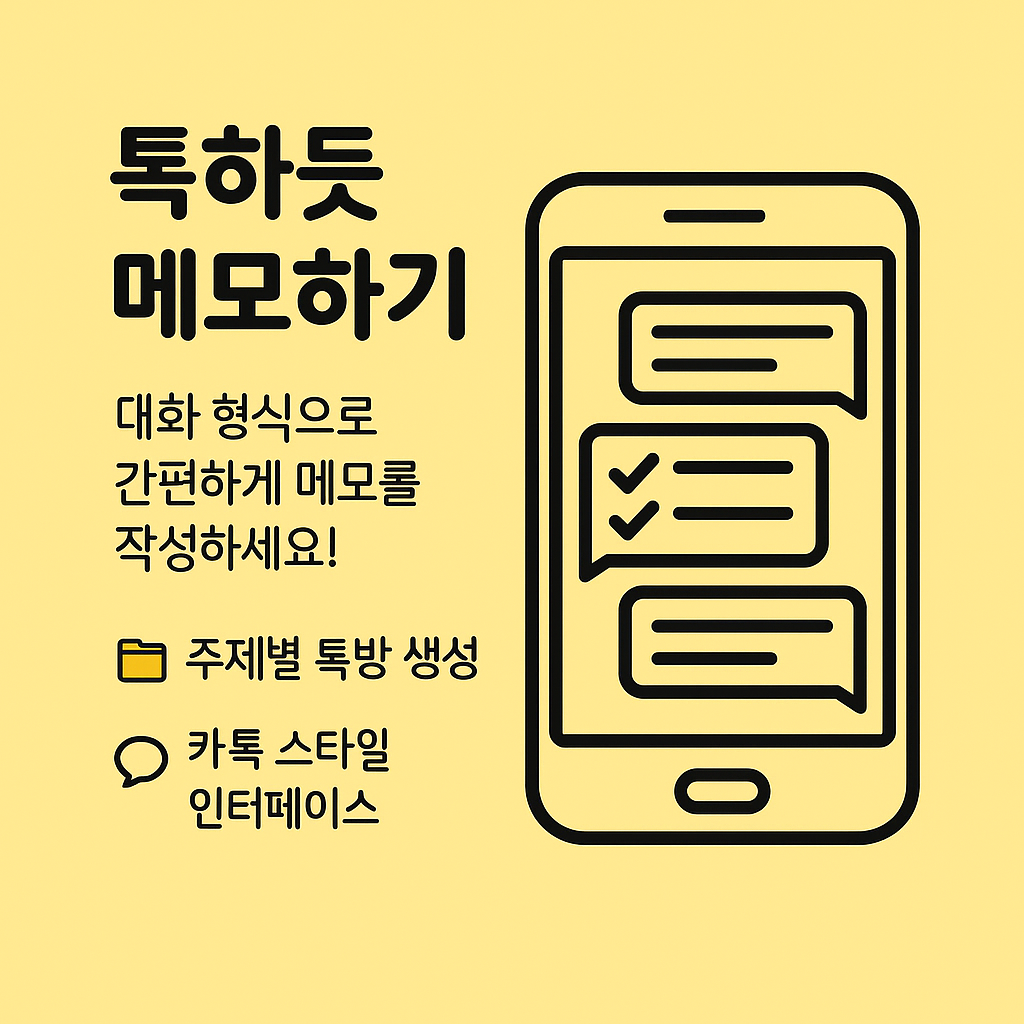 톡하듯
메모하기
대화 형식으로
간편하게 메모를
작성하세요!
주제별 톡방 생성
카톡 스타일
인터페이스